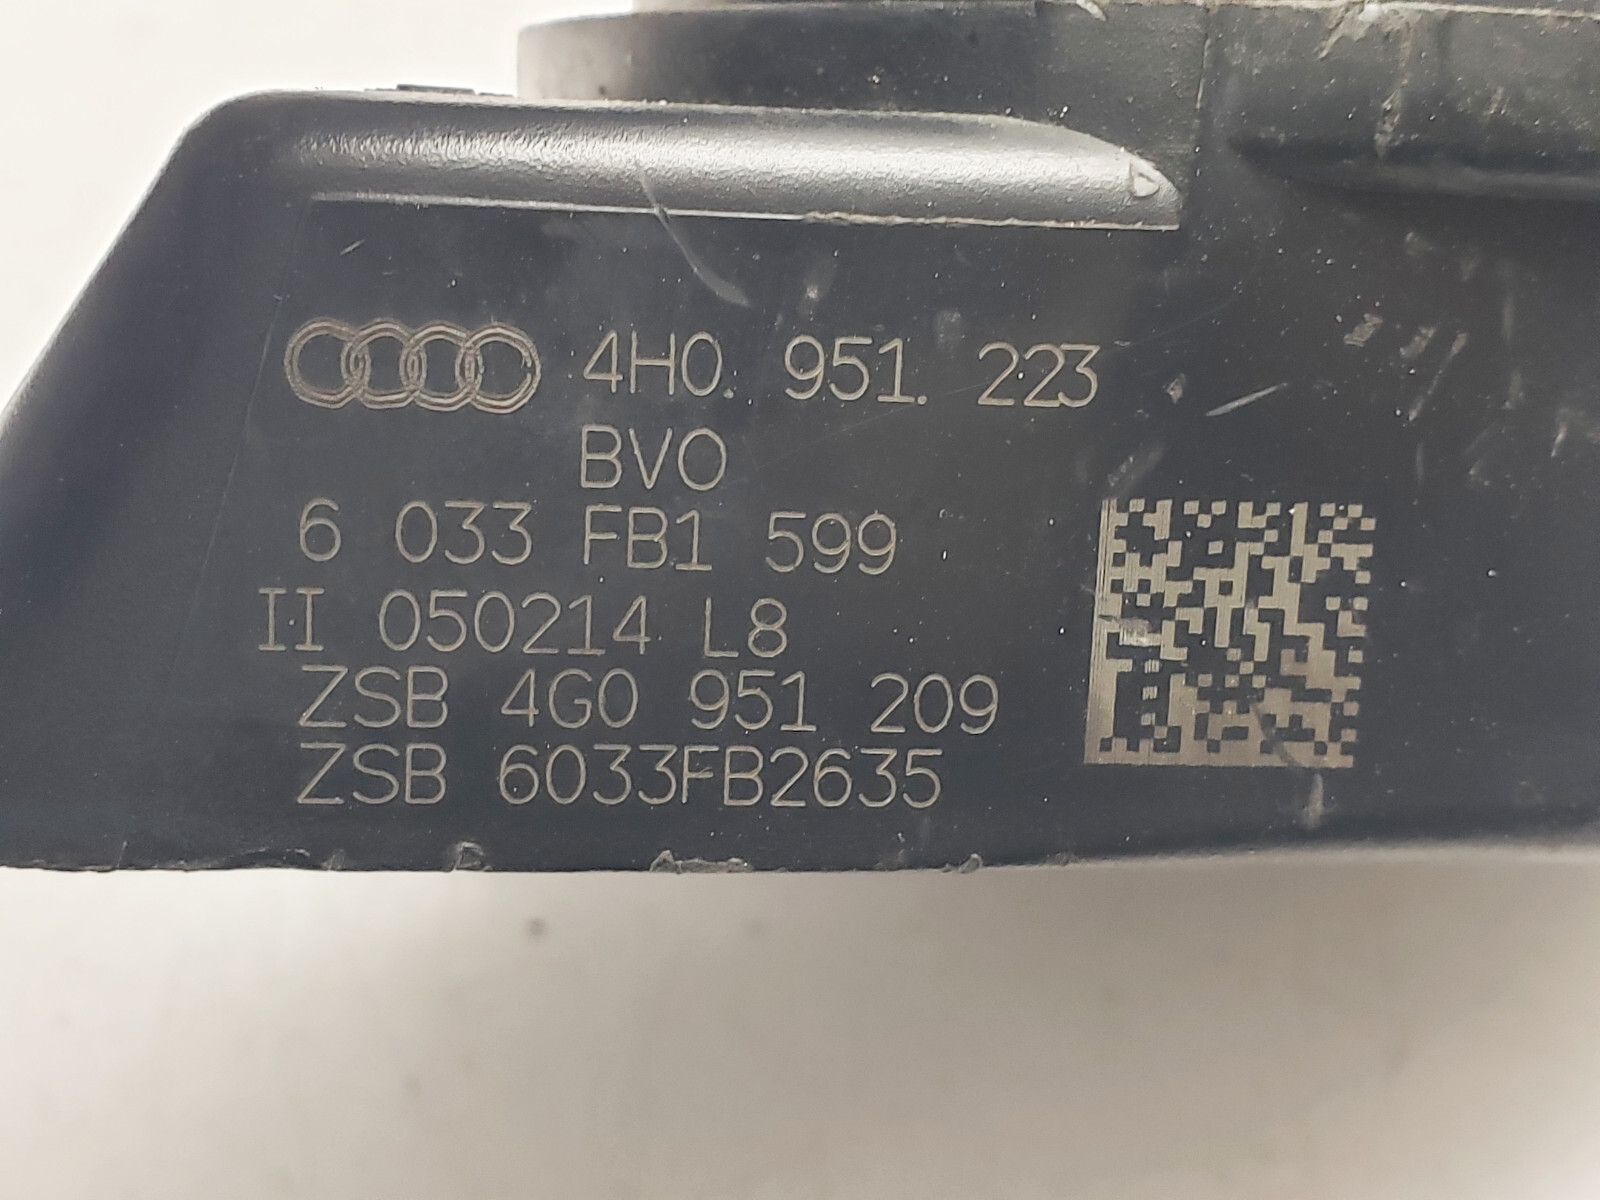 4H0. 951. 223
BVO
6 033 FB1 599
II 050214 L8
ZSB 4G0 951 209
ZSB 6033FB2635